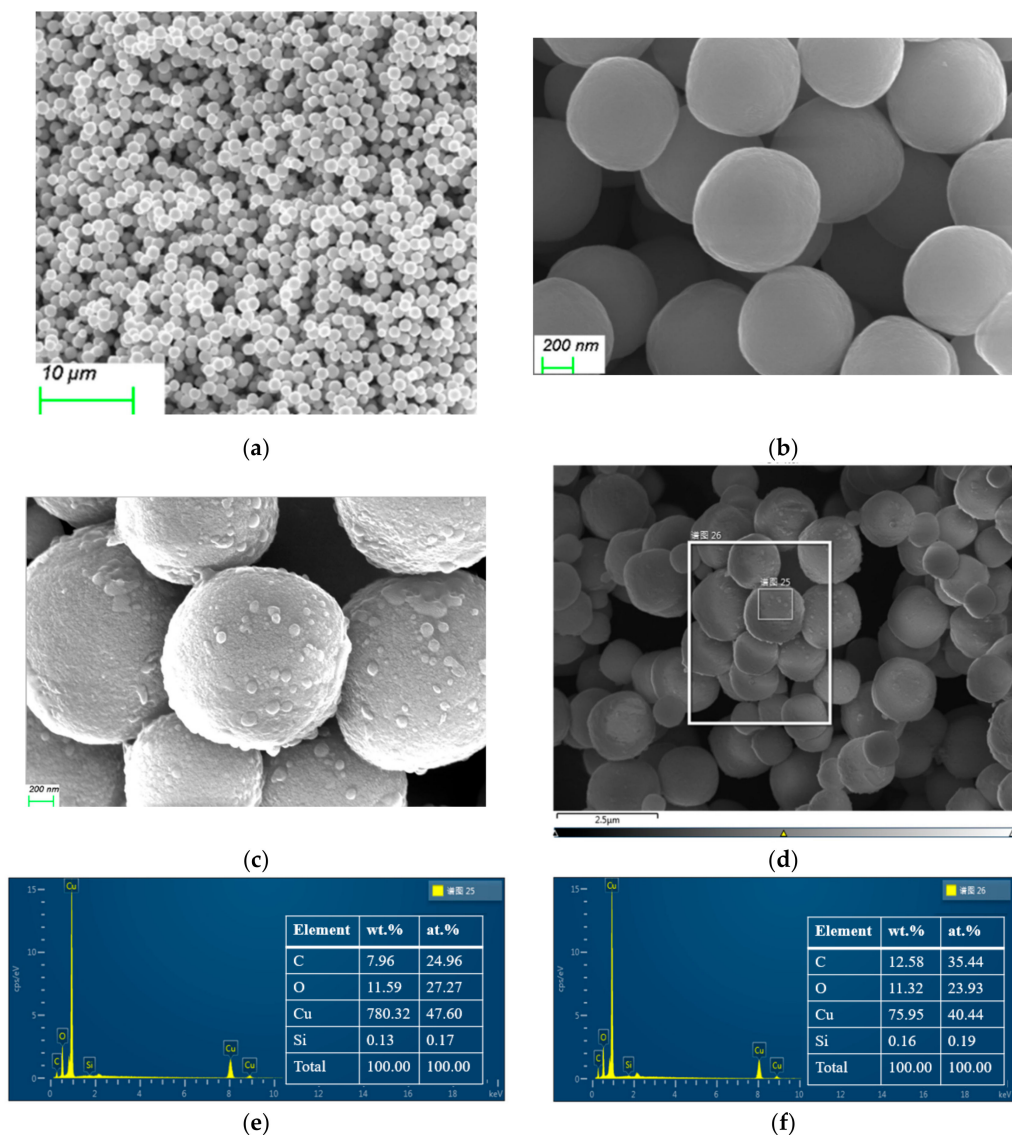 10 µm
200 nm
(a)
(b)
谱图 26
谱图 25
200 nm
2.5µm
(c)
(d)
谱图 25
cps/eV
15
10
5
0
Cu
O
C
Si
Cu
Cu
0 2 4 6 8 10 12 14 16 18 keV
Element wt.% at.%
C 7.96 24.96
O 11.59 27.27
Cu 780.32 47.60
Si 0.13 0.17
Total 100.00 100.00
谱图 26
cps/eV
15
10
5
0
Cu
O
C
Si
Cu
Cu
0 2 4 6 8 10 12 14 16 18 keV
Element wt.% at.%
C 12.58 35.44
O 11.32 23.93
Cu 75.95 40.44
Si 0.16 0.19
Total 100.00 100.00
(e)
(f)